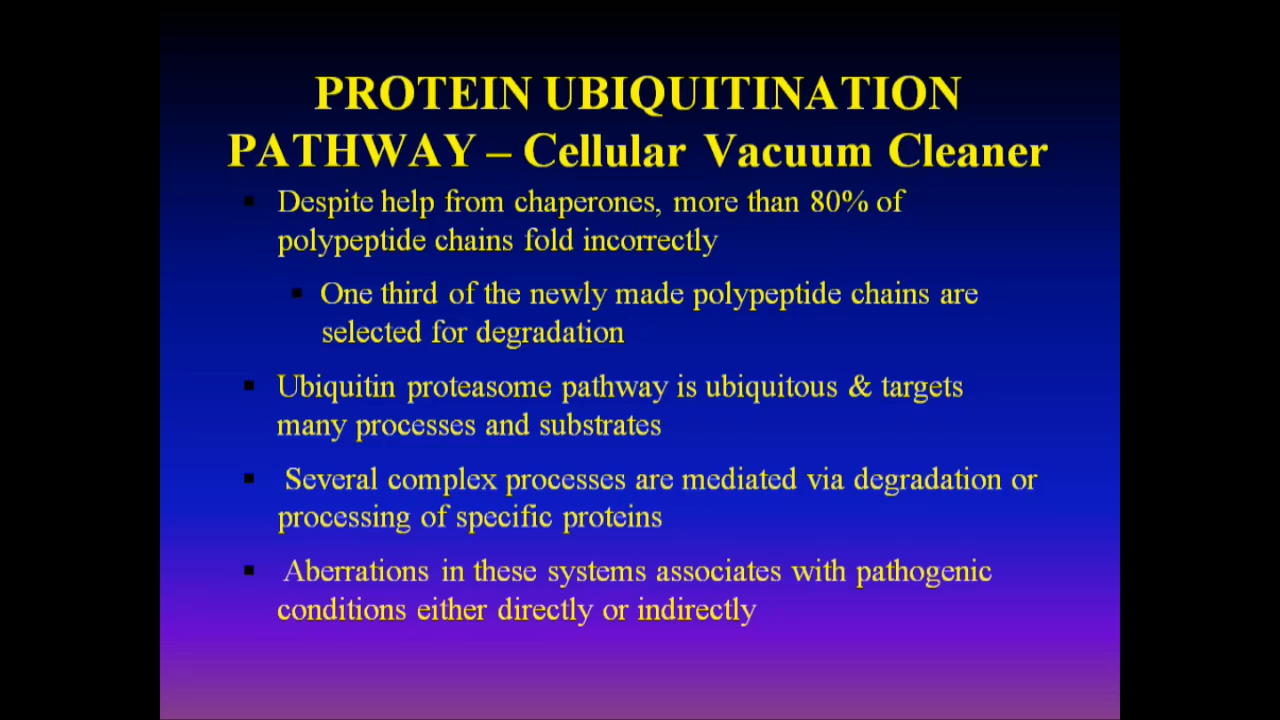 PROTEIN UBIQUITINATION
PATHWAY – Cellular Vacuum Cleaner
▪ Despite help from chaperones, more than 80% of
polypeptide chains fold incorrectly
▪ One third of the newly made polypeptide chains are
selected for degradation
▪ Ubiquitin proteasome pathway is ubiquitous & targets
many processes and substrates
▪ Several complex processes are mediated via degradation or
processing of specific proteins
▪ Aberrations in these systems associates with pathogenic
conditions either directly or indirectly